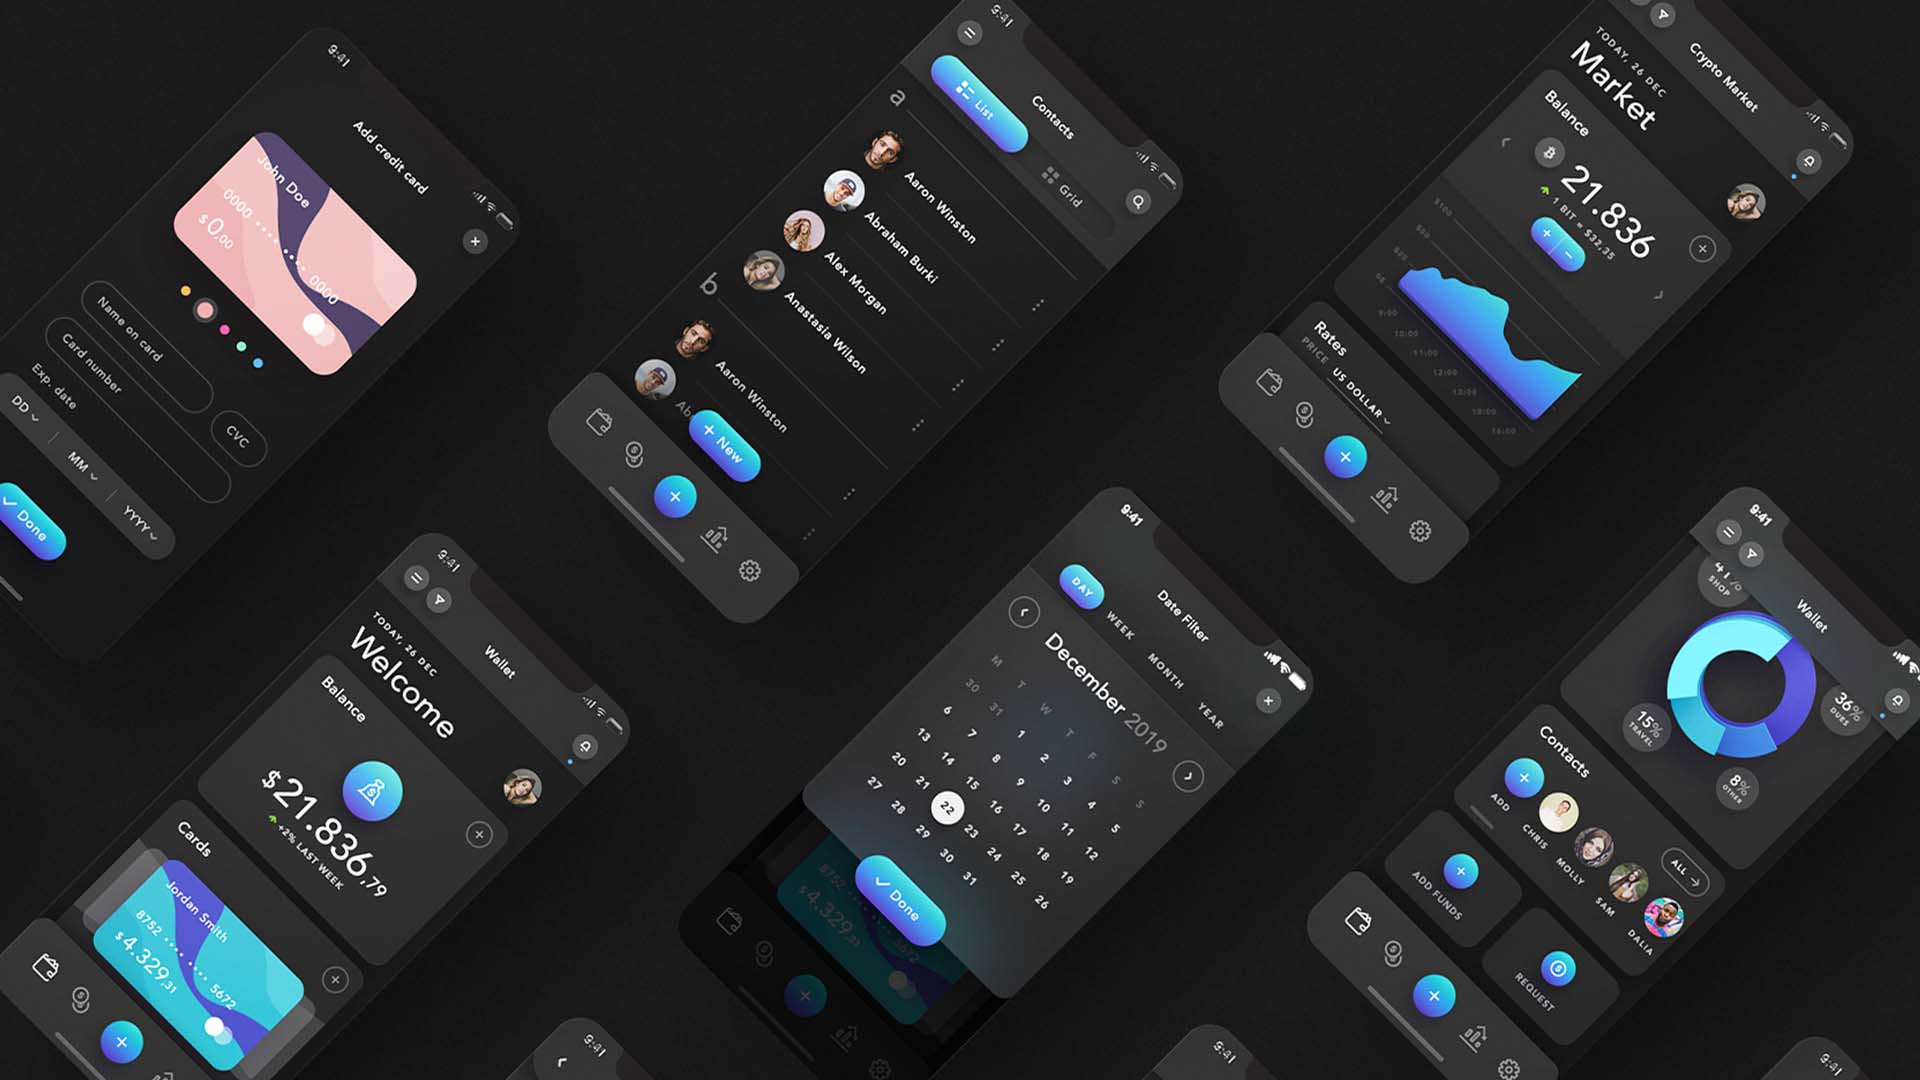 9:41
Add credit card
John Doe
0000 •••• •••• 0000
$0,00
Name on card
Card number
CVC
Exp. date
DD
MM
YYYY
Done
9:41
Contacts
List
Grid
a
Aaron Winston
Abraham Burki
Alex Morgan
Anastasia Wilson
b
Aaron Winston
Ab
+ New
Crypto Market
TODAY, 26 DEC
Market
Balance
21.836
1 BIT = $32,35
+ -
$100
$50
$20
9:00
10:00
11:00
12:00
13:00
15:00
16:00
Rates
PRICE
US DOLLAR
9:41
Wallet
TODAY, 26 DEC
Welcome
Balance
$21.836,79
+2% LAST WEEK
Cards
Jordan Smith
8752 •••• •••• 5672
$4.329,31
9:41
Date Filter
DAY
WEEK
MONTH
YEAR
December 2019
M T W T F S S
30 31 1 2 3 4 5
6 7 8 9 10 11 12
13 14 15 16 17 18 19
20 21 22 23 24 25 26
27 28 29 30 31
Done
8752 5672
$4.329,31
9:41
Wallet
SHOP
36%
DUES
15%
TRAVEL
8%
OTHER
Contacts
ADD
CHRIS
MOLLY
SAM
DALIA
ALL →
ADD FUNDS
REQUEST
9:41
9:41
9:41